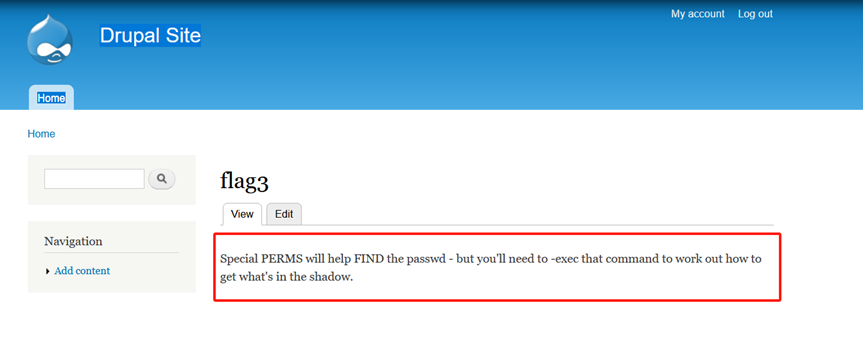 My account Log out
Drupal Site
Home
Home
flag3
View Edit
Navigation
Add content
Special PERMS will help FIND the passwd - but you'll need to -exec that command to work out how to
get what's in the shadow.